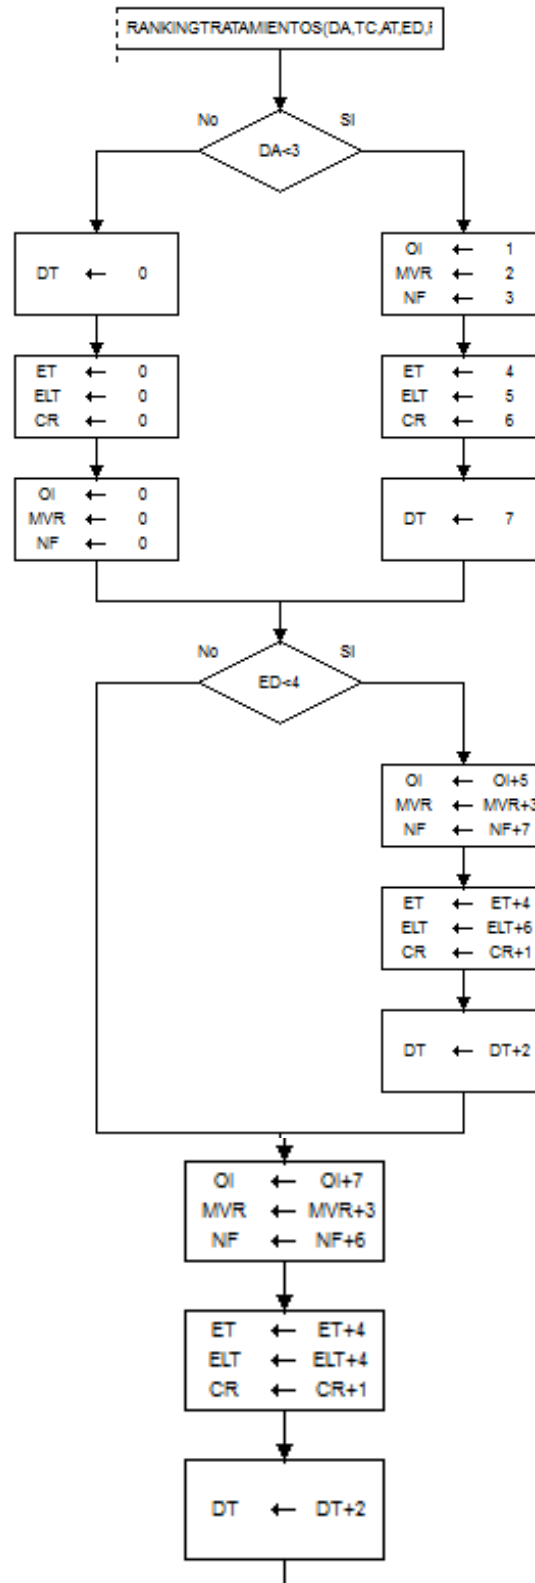 RANKINGTRATAMIENTOS(DA,TC,AT,ED,
No SI
DA<3
DT ← 0
OI ← 1
MVR ← 2
NF ← 3
ET ← 0
ELT ← 0
CR ← 0
ET ← 4
ELT ← 5
CR ← 6
OI ← 0
MVR ← 0
NF ← 0
DT ← 7
No SI
ED<4
OI ← OI+5
MVR ← MVR+3
NF ← NF+7
ET ← ET+4
ELT ← ELT+6
CR ← CR+1
DT ← DT+2
OI ← OI+7
MVR ← MVR+3
NF ← NF+6
ET ← ET+4
ELT ← ELT+4
CR ← CR+1
DT ← DT+2